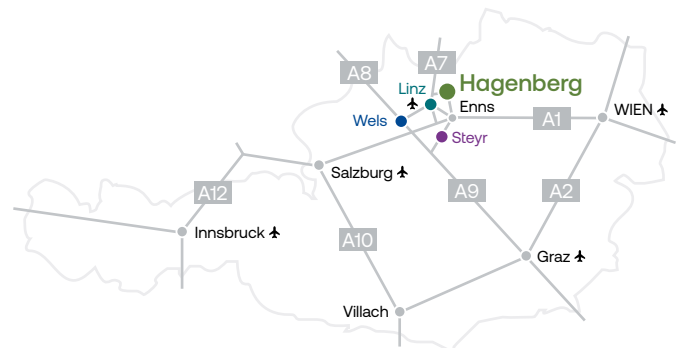 A7
A8
Hagenberg
Linz
Enns
WIEN
A1
Wels
Steyr
Salzburg
A12
A9
A2
Innsbruck
A10
Graz
Villach